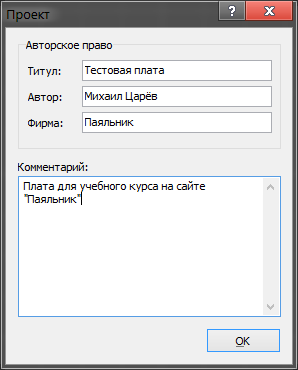 Проект
Авторское право
Титул: Тестовая плата
Автор: Михаил Царёв
Фирма: Паяльник
Комментарий:
Плата для учебного курса на сайте
"Паяльник"
OK